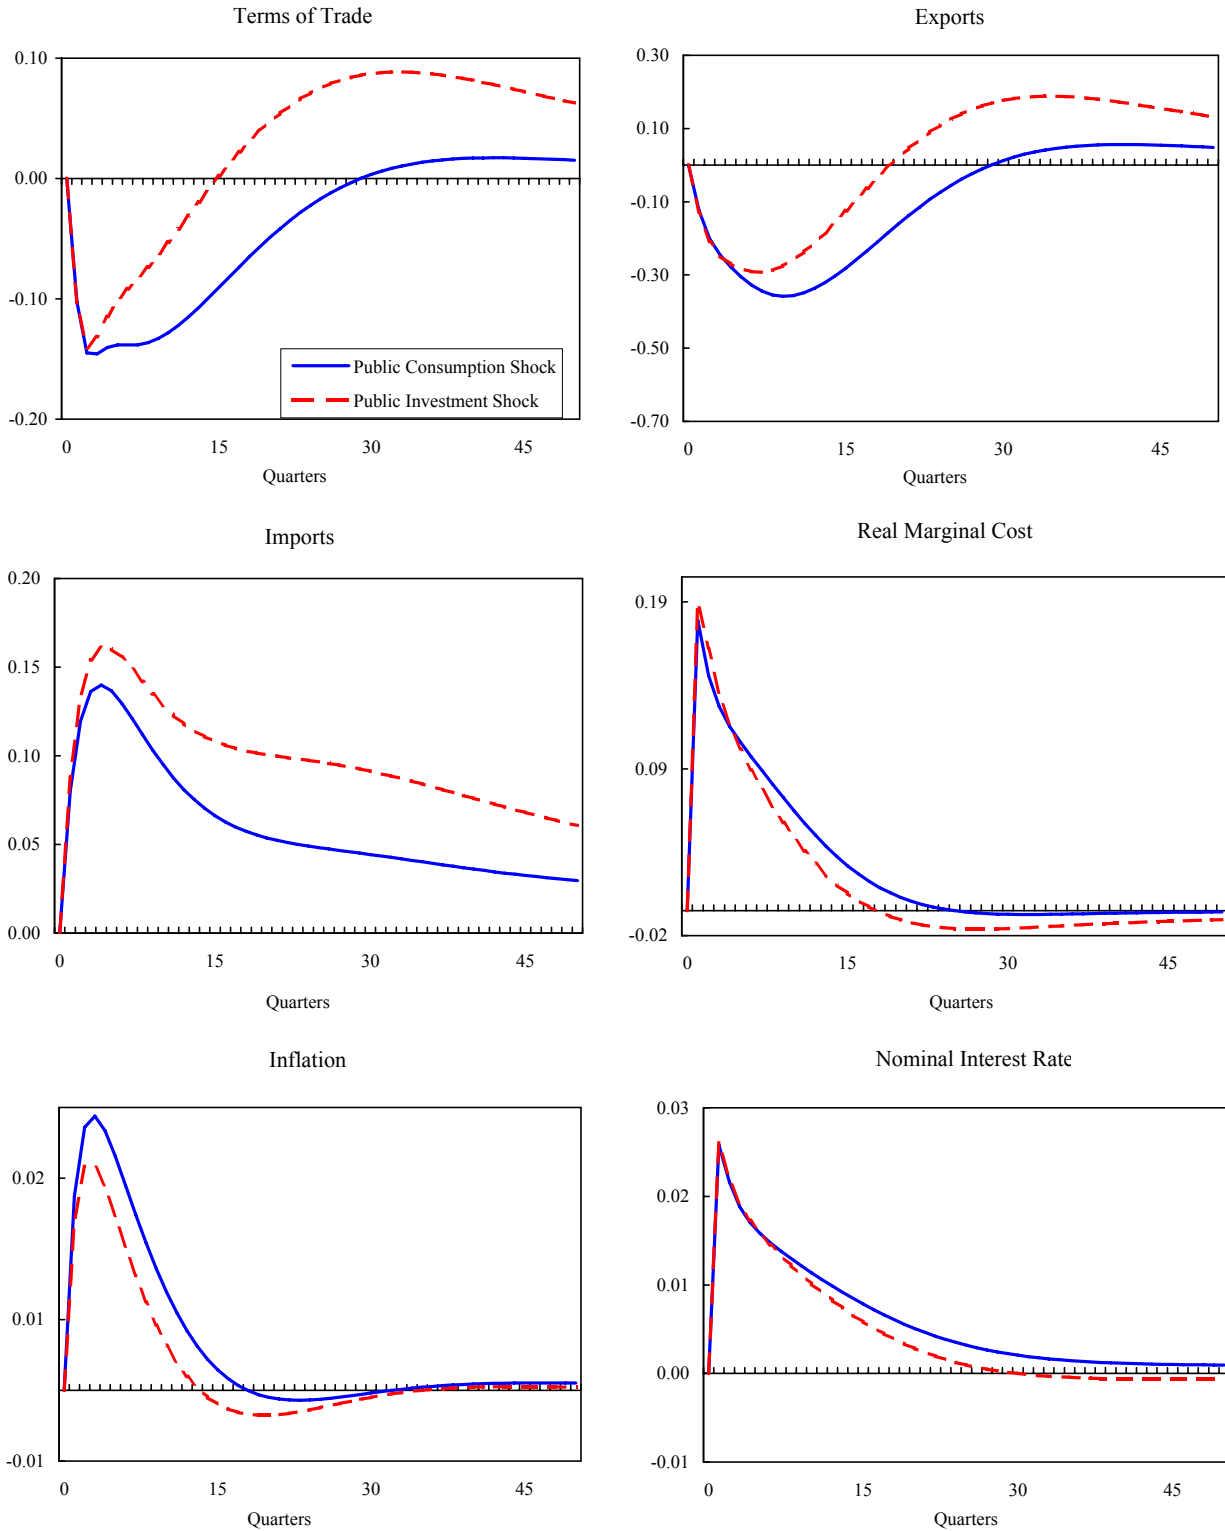 Terms of Trade
0.10
0.00
-0.10
-0.20
Public Consumption Shock
Public Investment Shock
0 15 30 45
Quarters
Exports
0.30
0.10
-0.10
-0.30
-0.50
-0.70
0 15 30 45
Quarters
Imports
0.20
0.15
0.10
0.05
0.00
0 15 30 45
Quarters
Real Marginal Cost
0.19
0.09
-0.02
0 15 30 45
Quarters
Inflation
0.02
0.01
-0.01
0 15 30 45
Quarters
Nominal Interest Rate
0.03
0.02
0.01
0.00
-0.01
0 15 30 45
Quarters